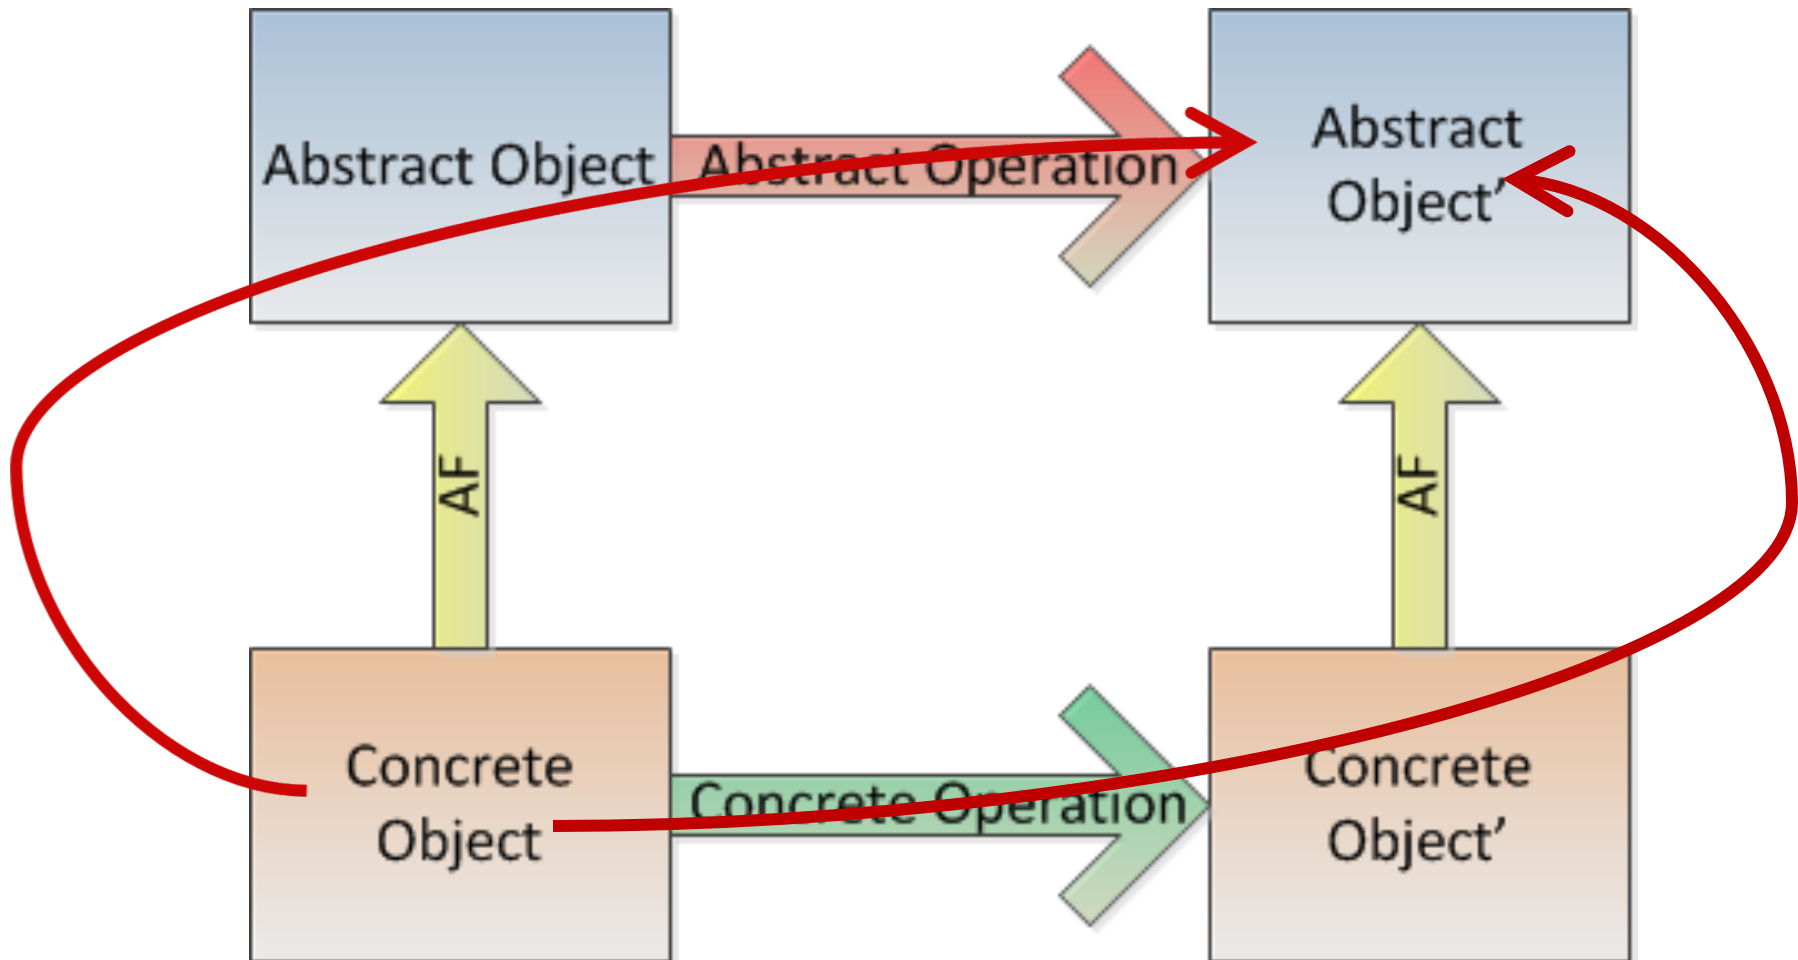 Abstract Object
Abstract Operation
Abstract
Object’
AF
AF
Concrete
Object
Concrete Operation
Concrete
Object’